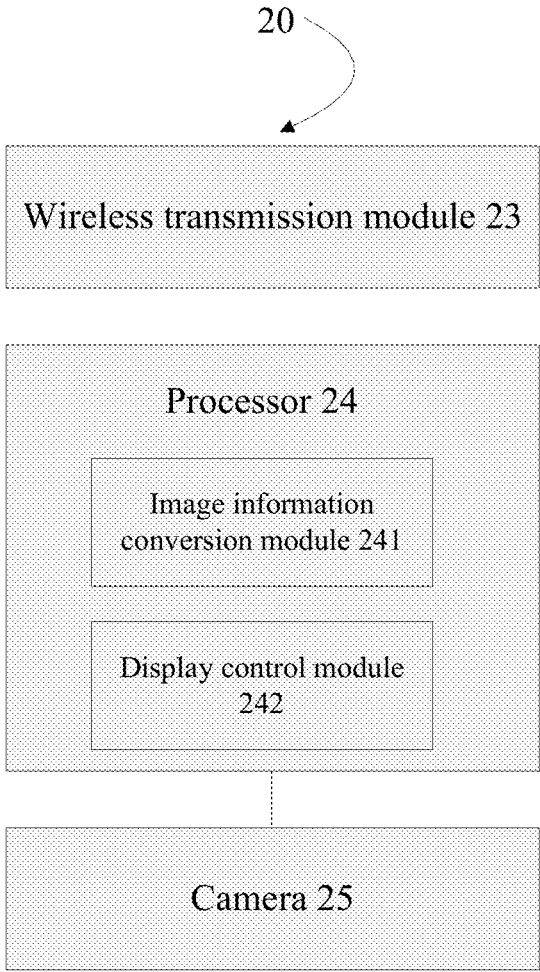 20
Wireless transmission module 23
Processor 24
Image information
conversion module 241
Display control module
242
Camera 25